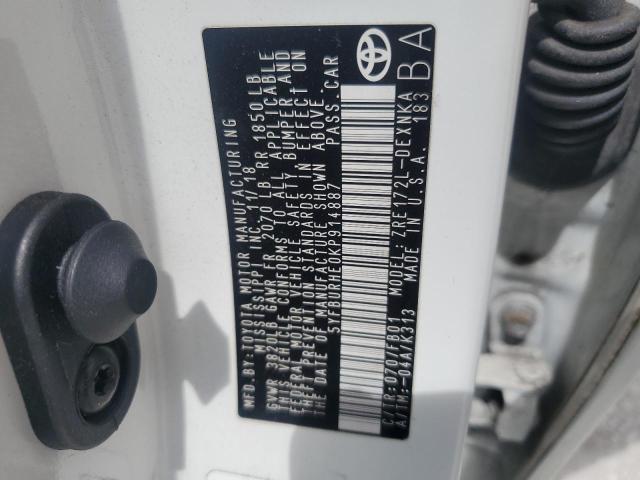 MFD.BY:TOYOTA MOTOR MANUFACTURING
MISSISSIPPI, INC. 11/18
GVWR 3820LB GAWR FR 2070 LB RR 1850LB
THIS VEHICLE CONFORMS TO ALL APPLICABLE
FEDERAL MOTOR VEHICLE SAFETY, BUMPER, AND
THEFT PREVENTION STANDARDS IN EFFECT ON
THE DATE OF MANUFACTURE SHOWN ABOVE.
5YFBURHE0KP914887 PASS.CAR
C/TR:070/FB01 MODEL:ZRE172L-DEXNKA
A/TM:-04A/K313 MADE IN U.S.A. 183
BA